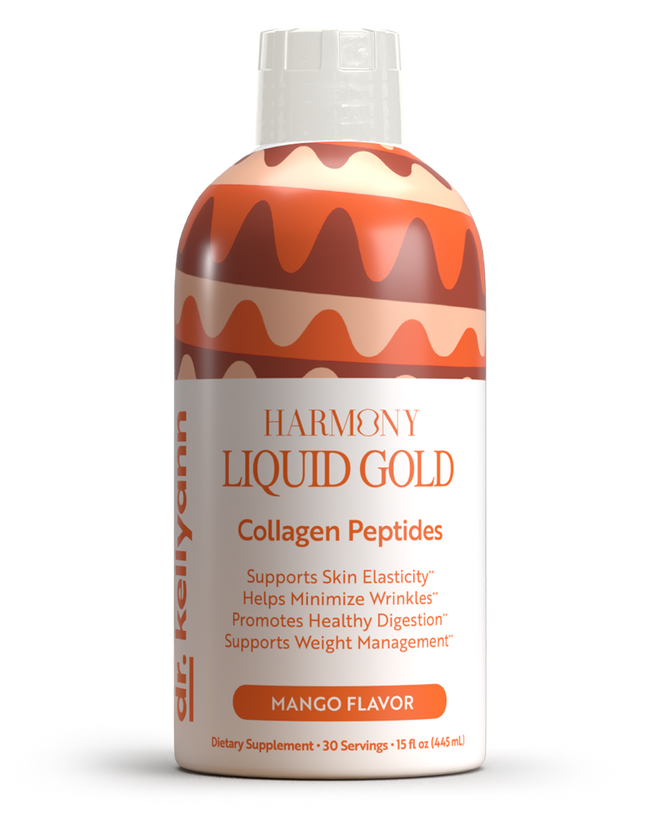 HARMONY
LIQUID GOLD
Collagen Peptides
Supports Skin Elasticity¨
Helps Minimize Wrinkles¨
Promotes Healthy Digestion¨
Supports Weight Management¨
MANGO FLAVOR
Dietary Supplement • 30 Servings • 15 fl oz (445 mL)
dr. kellyann